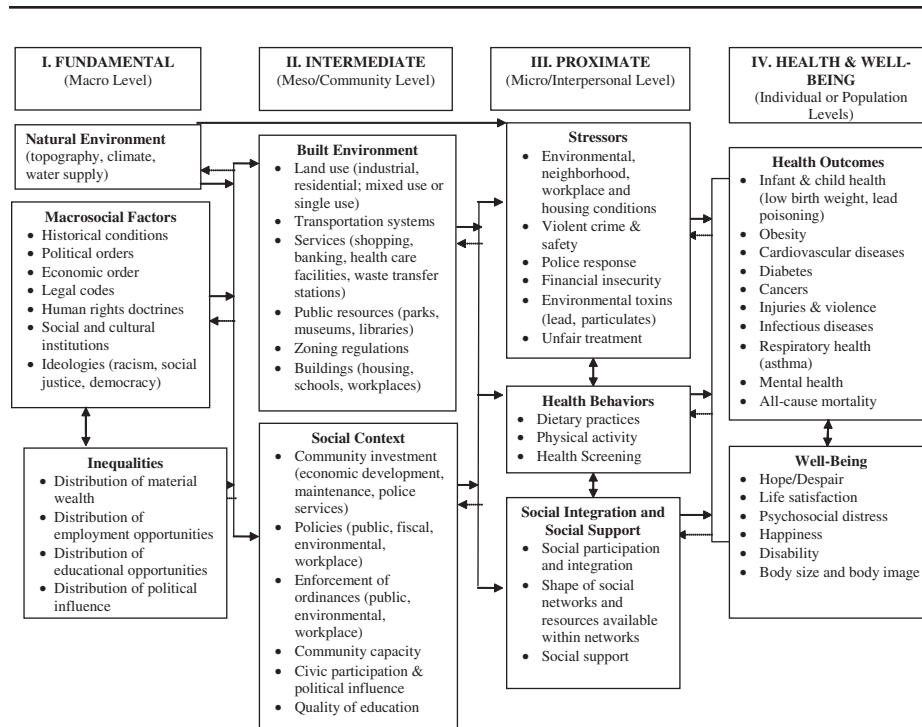 I. FUNDAMENTAL
(Macro Level)
II. INTERMEDIATE
(Meso/Community Level)
III. PROXIMATE
(Micro/Interpersonal Level)
IV. HEALTH & WELL-
BEING
(Individual or Population
Levels)
Natural Environment
(topography, climate,
water supply)
Macrosocial Factors
• Historical conditions
• Political orders
• Economic order
• Legal codes
• Human rights doctrines
• Social and cultural
institutions
• Ideologies (racism, social
justice, democracy)
Inequalities
• Distribution of material
wealth
• Distribution of
employment opportunities
• Distribution of
educational opportunities
• Distribution of political
influence
Built Environment
• Land use (industrial,
residential; mixed use or
single use)
• Transportation systems
• Services (shopping,
banking, health care
facilities, waste transfer
stations)
• Public resources (parks,
museums, libraries)
• Zoning regulations
• Buildings (housing,
schools, workplaces)
Social Context
• Community investment
(economic development,
maintenance, police
services)
• Policies (public, fiscal,
environmental,
workplace)
• Enforcement of
ordinances (public,
environmental,
workplace)
• Community capacity
• Civic participation &
political influence
• Quality of education
Stressors
• Environmental,
neighborhood,
workplace and
housing conditions
• Violent crime &
safety
• Police response
• Financial insecurity
• Environmental toxins
(lead, particulates)
• Unfair treatment
Health Behaviors
• Dietary practices
• Physical activity
• Health Screening
Social Integration and
Social Support
• Social participation
and integration
• Shape of social
networks and
resources available
within networks
• Social support
Health Outcomes
• Infant & child health
(low birth weight, lead
poisoning)
• Obesity
• Cardiovascular diseases
• Diabetes
• Cancers
• Injuries & violence
• Infectious diseases
• Respiratory health
(asthma)
• Mental health
• All-cause mortality
Well-Being
• Hope/Despair
• Life satisfaction
• Psychosocial distress
• Happiness
• Disability
• Body size and body image